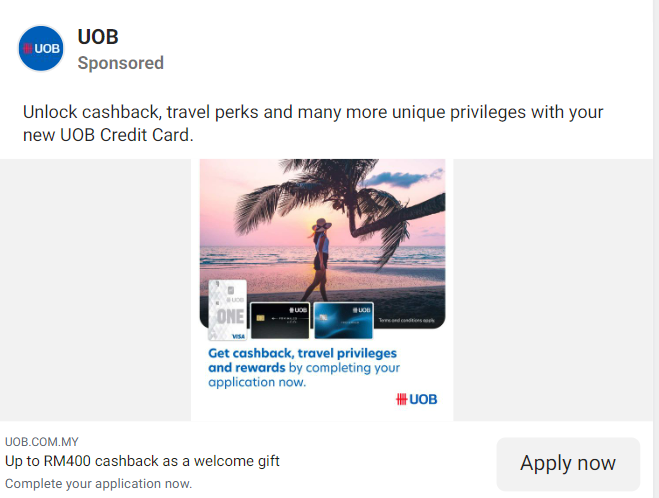 UOB
UOB
Sponsored
Unlock cashback, travel perks and many more unique privileges with your
new UOB Credit Card.
UOB
ONE
VISA
UOB
UOB
Terms and conditions apply.
Get cashback, travel privileges
and rewards by completing your
application now.
UOB
UOB.COM.MY
Up to RM400 cashback as a welcome gift
Complete your application now.
Apply now